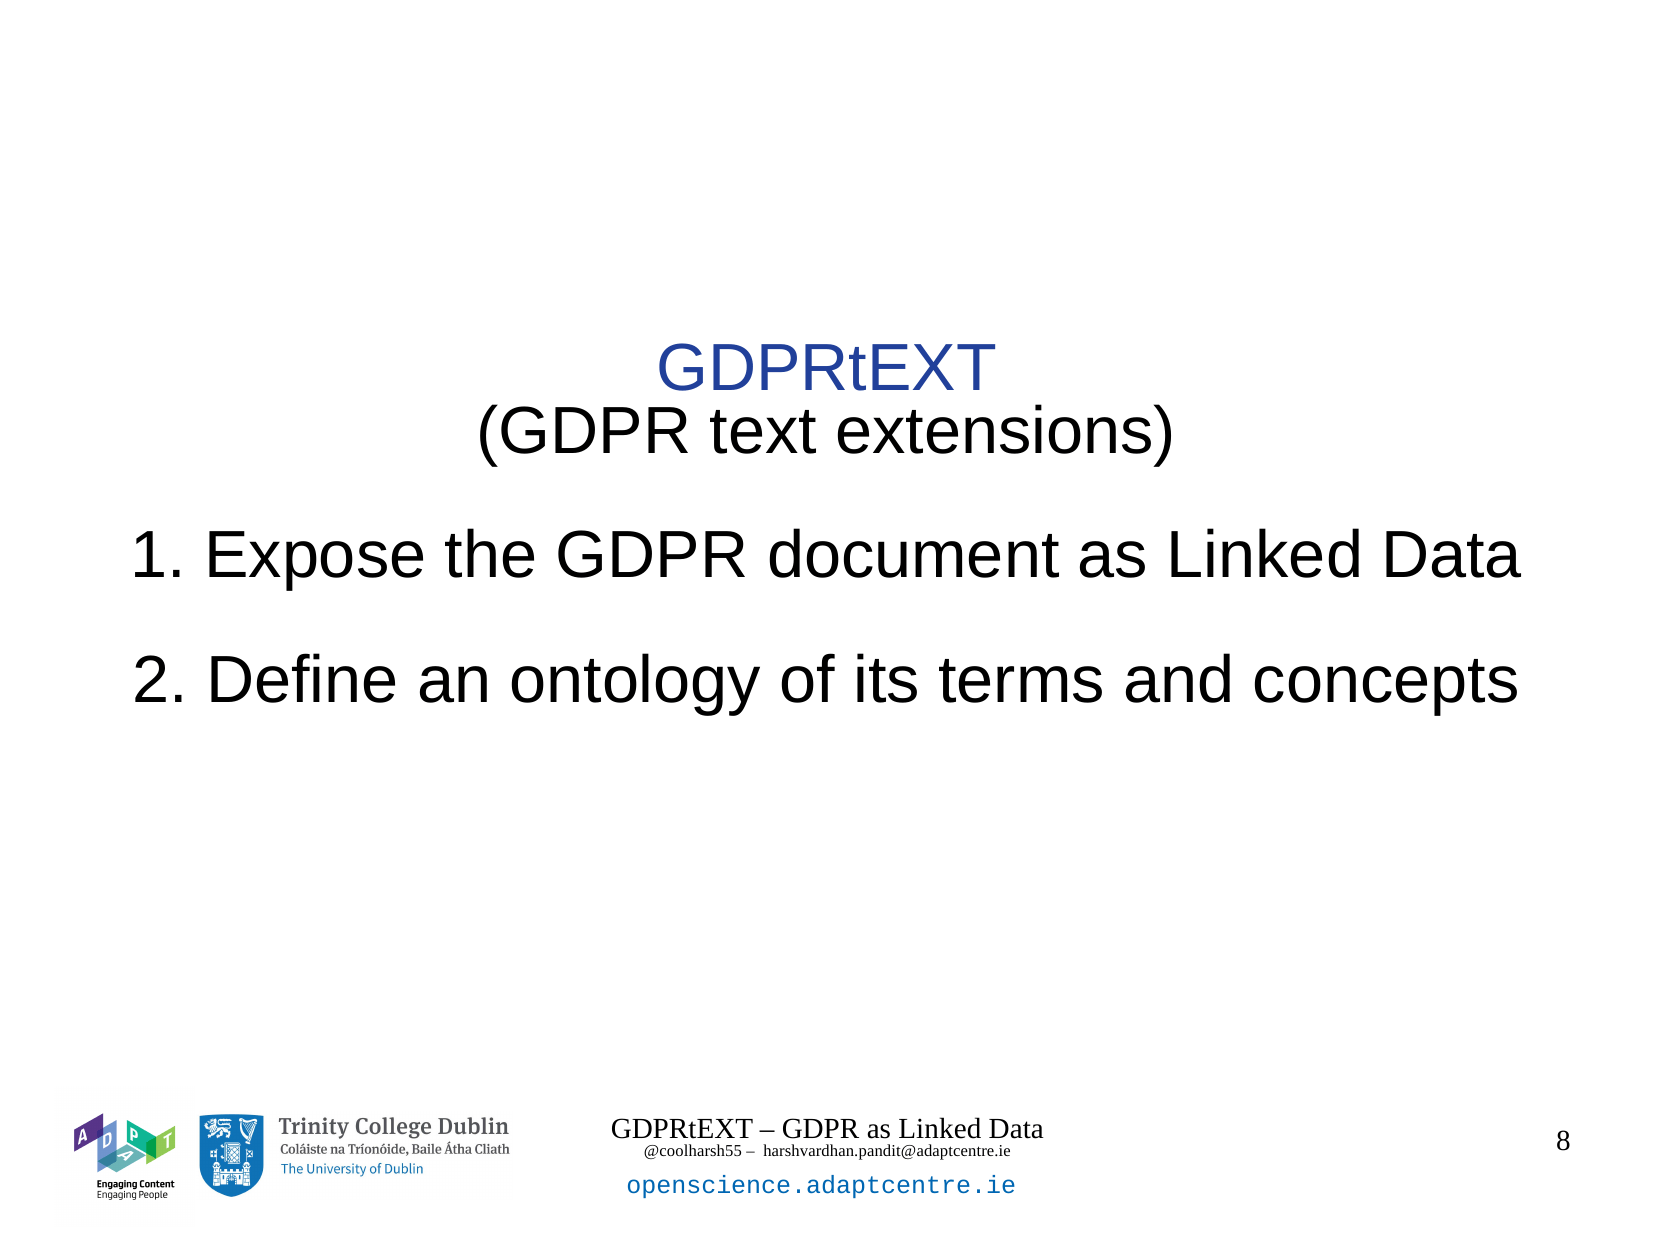 GDPRtEXT
(GDPR text extensions)
1. Expose the GDPR document as Linked Data
2. Define an ontology of its terms and concepts
A D A P T
Engaging Content
Engaging People
Trinity College Dublin
Coláiste na Tríonóide, Baile Átha Cliath
The University of Dublin
GDPRtEXT – GDPR as Linked Data
@coolharsh55 – harshvardhan.pandit@adaptcentre.ie
openscience.adaptcentre.ie
8